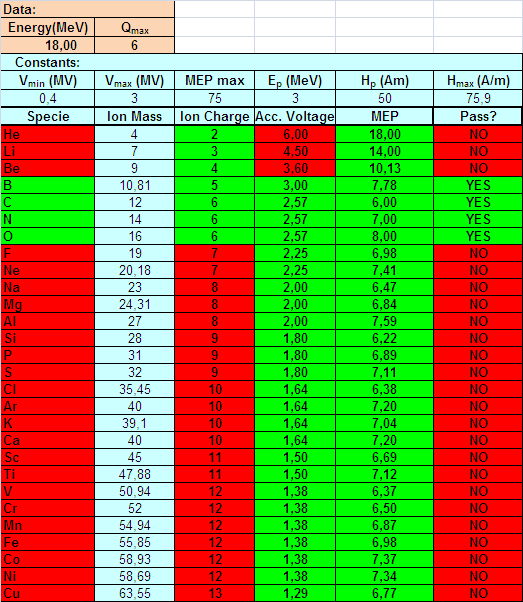 Data:
Energy(MeV) Qmax
18,00 6
Constants:
Vmin (MV) Vmax (MV) MEP max Ep (MeV) Hp (Am) Hmax (A/m)
0,4 3 75 3 50 75,9
Specie Ion Mass Ion Charge Acc. Voltage MEP Pass?
He 4 2 6,00 18,00 NO
Li 7 3 4,50 14,00 NO
Be 9 4 3,60 10,13 NO
B 10,81 5 3,00 7,78 YES
C 12 6 2,57 6,00 YES
N 14 6 2,57 7,00 YES
O 16 6 2,57 8,00 YES
F 19 7 2,25 6,98 NO
Ne 20,18 7 2,25 7,41 NO
Na 23 8 2,00 6,47 NO
Mg 24,31 8 2,00 6,84 NO
Al 27 8 2,00 7,59 NO
Si 28 9 1,80 6,22 NO
P 31 9 1,80 6,89 NO
S 32 9 1,80 7,11 NO
Cl 35,45 10 1,64 6,38 NO
Ar 40 10 1,64 7,20 NO
K 39,1 10 1,64 7,04 NO
Ca 40 10 1,64 7,20 NO
Sc 45 11 1,50 6,69 NO
Ti 47,88 11 1,50 7,12 NO
V 50,94 12 1,38 6,37 NO
Cr 52 12 1,38 6,50 NO
Mn 54,94 12 1,38 6,87 NO
Fe 55,85 12 1,38 6,98 NO
Co 58,93 12 1,38 7,37 NO
Ni 58,69 12 1,38 7,34 NO
Cu 63,55 13 1,29 6,77 NO